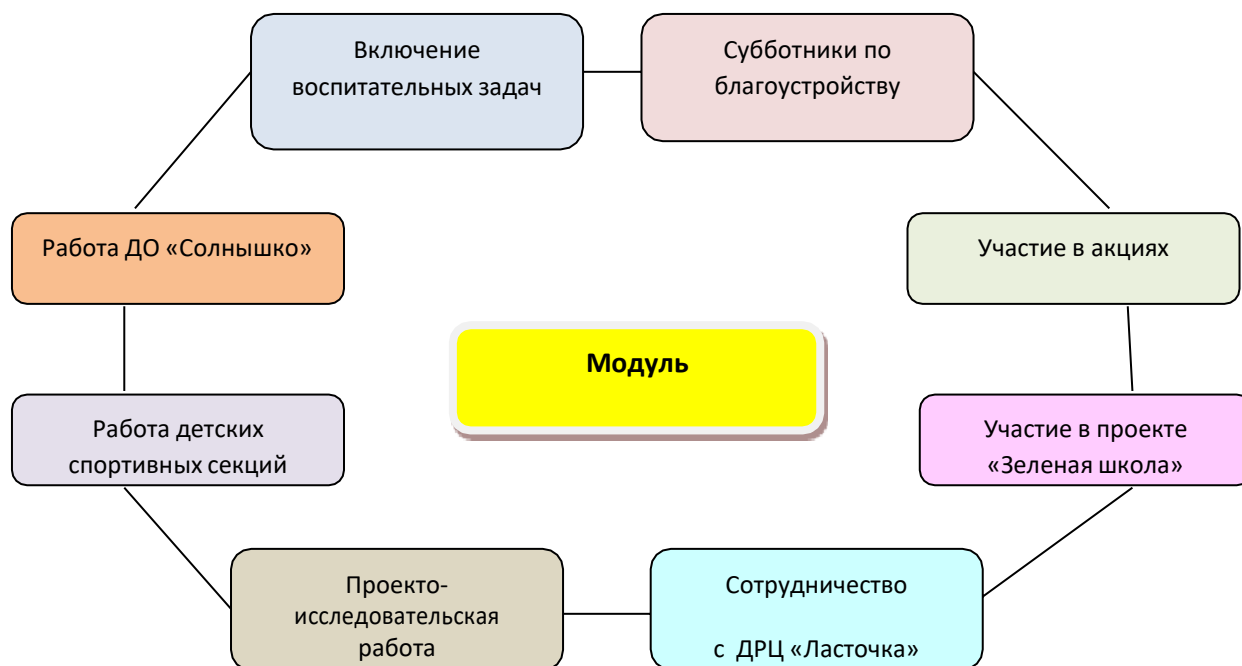 Включение
воспитательных задач
Субботники по
благоустройству
Работа ДО «Солнышко»
Участие в акциях
Модуль
Работа детских
спортивных секций
Участие в проекте
«Зеленая школа»
Проекто-
исследовательская
работа
Сотрудничество
с ДРЦ «Ласточка»